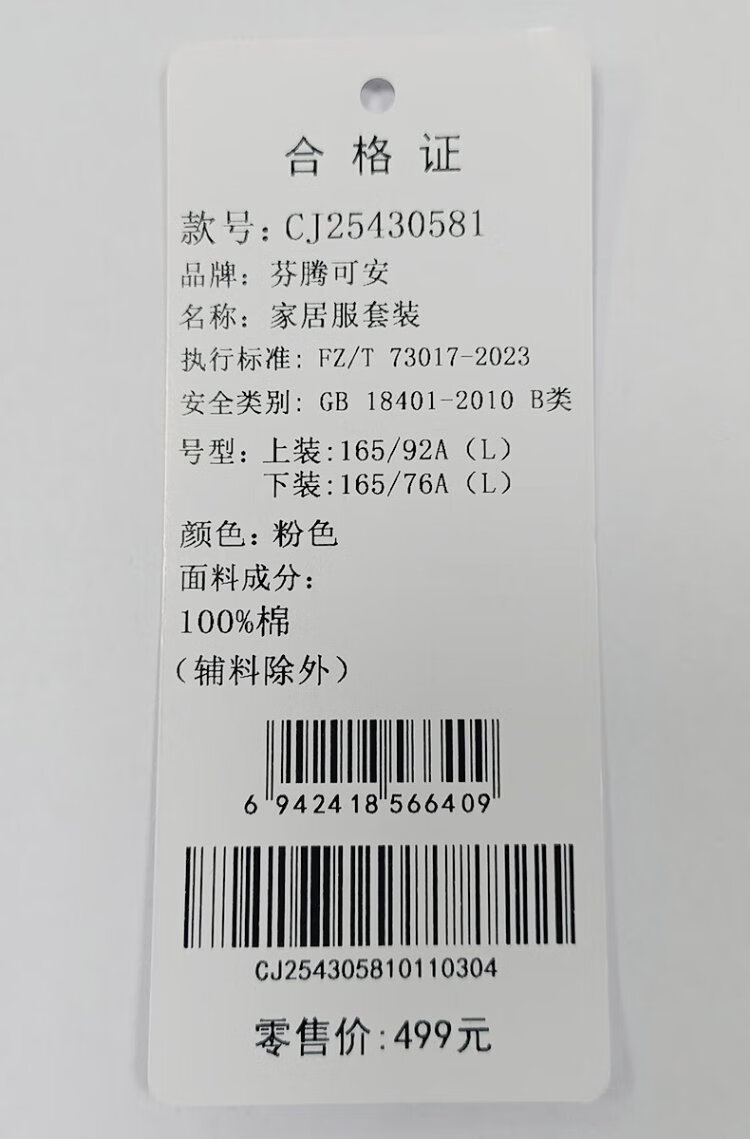 合格证
款号: CJ25430581
品牌: 芬腾可安
名称: 家居服套装
执行标准: FZ/T 73017-2023
安全类别: GB 18401-2010 B类
号型: 上装:165/92A（L）
下装:165/76A（L）
颜色: 粉色
面料成分:
100%棉
（辅料除外）
6 942418 566409
CJ254305810110304
零售价:499元